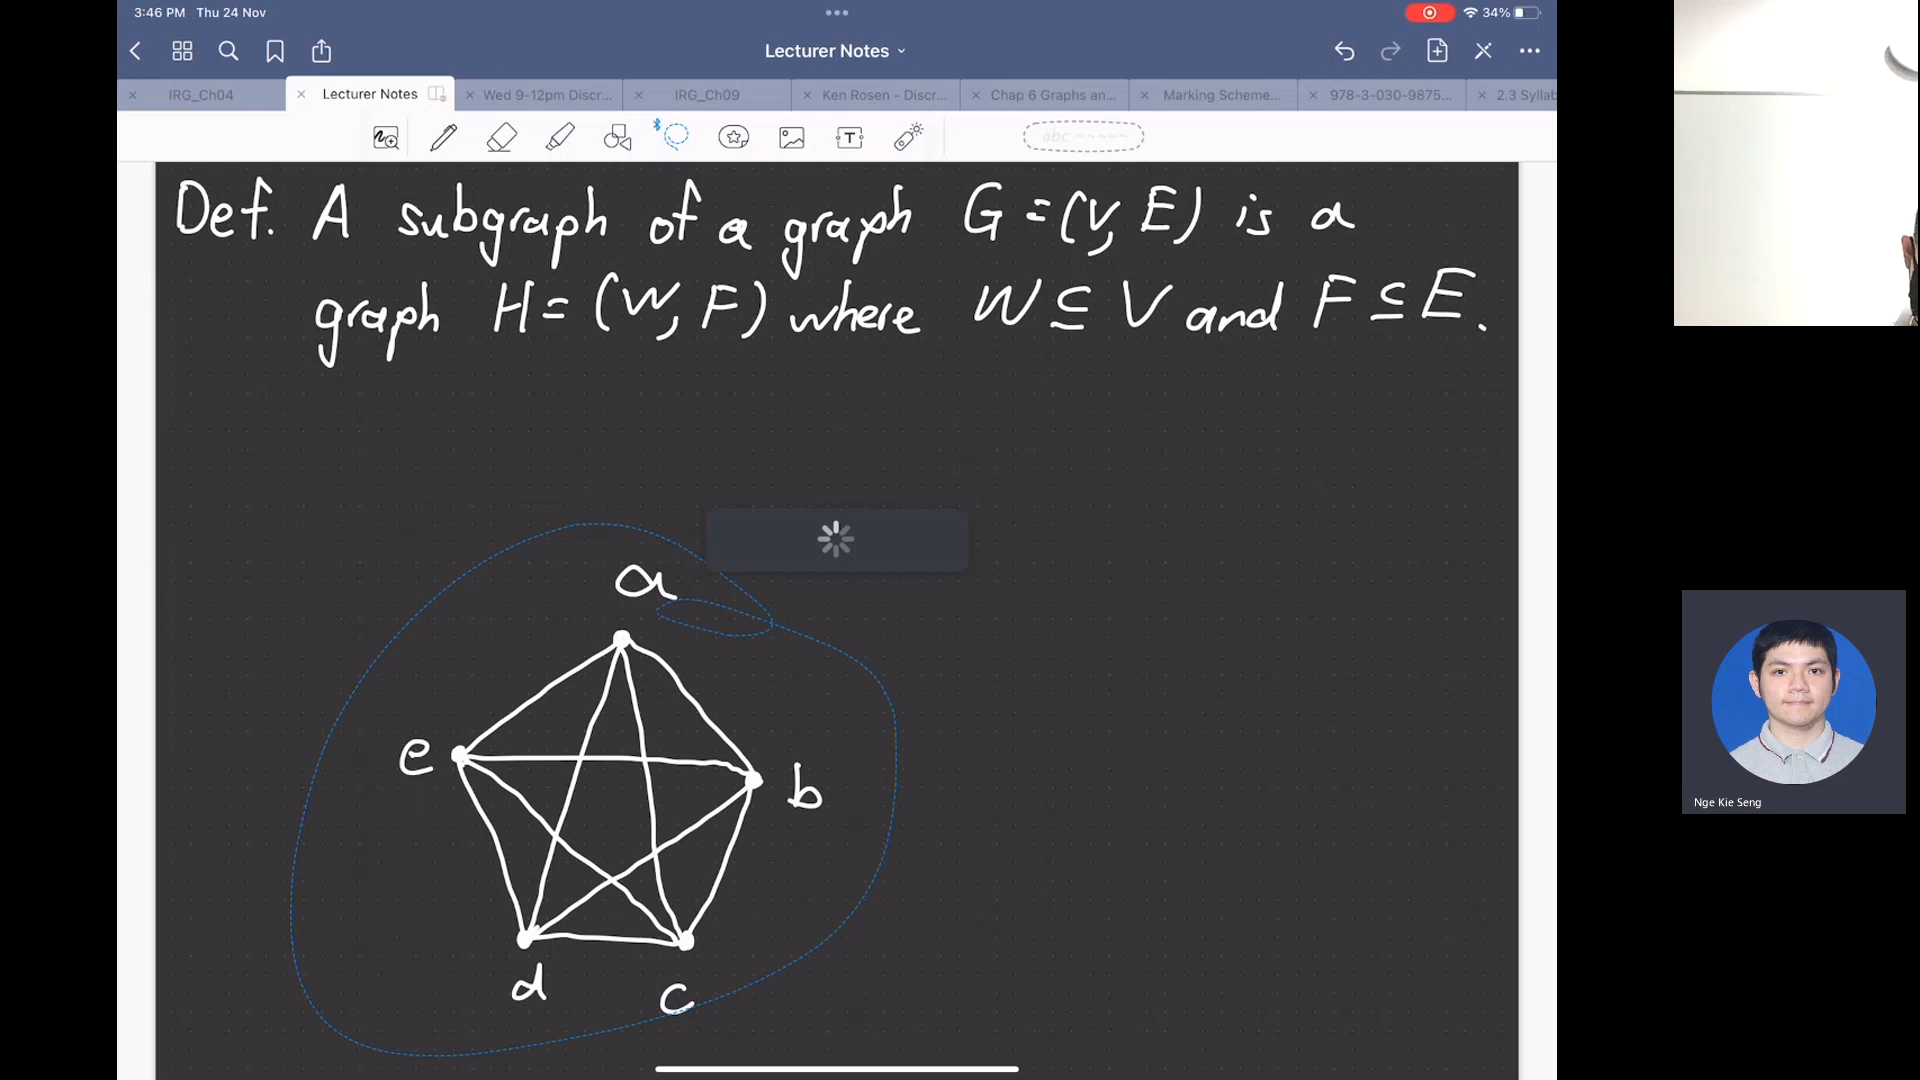 3:46 PM Thu 24 Nov
34%
Lecturer Notes
IRG_Ch04
Lecturer Notes
Wed 9-12pm Discr...
IRG_Ch09
Ken Rosen - Discr...
Chap 6 Graphs an...
Marking Scheme...
978-3-030-9875...
2.3 Syllab
T
abc
Def. A subgraph of a graph G = (V, E) is a
graph H = (W, F) where W ⊆ V and F ⊆ E.
a
e
b
d
c
Nge Kie Seng